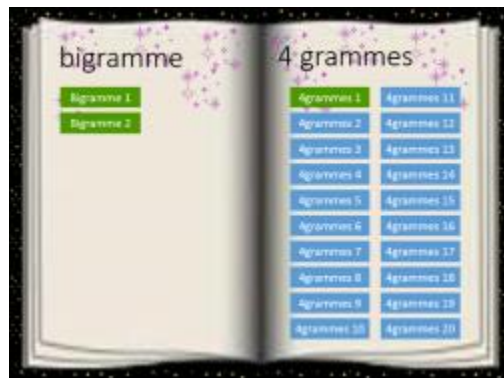 bigramme
Bigramme 1
Bigramme 2
4 grammes
4grammes 1
4grammes 2
4grammes 3
4grammes 4
4grammes 5
4grammes 6
4grammes 7
4grammes 8
4grammes 9
4grammes 10
4grammes 11
4grammes 12
4grammes 13
4grammes 14
4grammes 15
4grammes 16
4grammes 17
4grammes 18
4grammes 19
4grammes 20